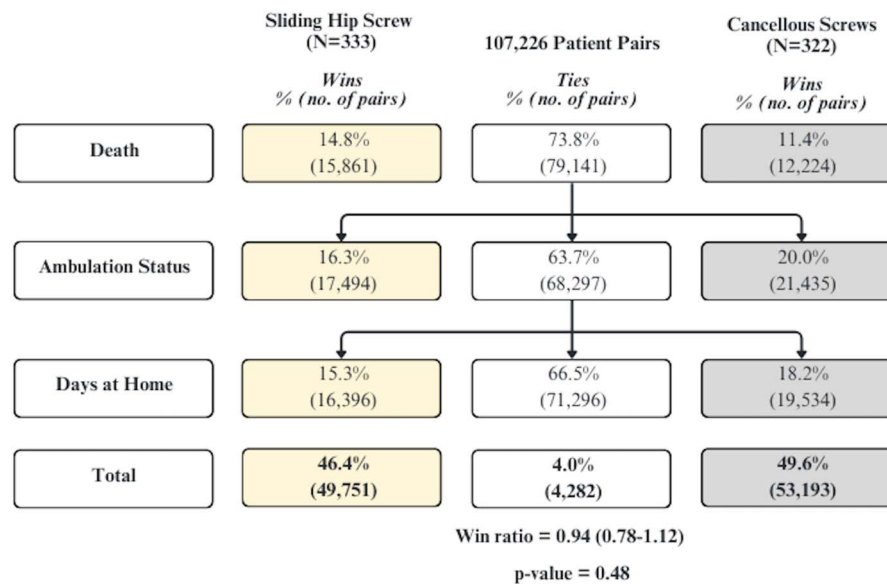 Sliding Hip Screw
(N=333)
107,226 Patient Pairs
Cancellous Screws
(N=322)
Wins
% (no. of pairs)
Ties
% (no. of pairs)
Wins
% (no. of pairs)
Death
14.8%
(15,861)
73.8%
(79,141)
11.4%
(12,224)
Ambulation Status
16.3%
(17,494)
63.7%
(68,297)
20.0%
(21,435)
Days at Home
15.3%
(16,396)
66.5%
(71,296)
18.2%
(19,534)
Total
46.4%
(49,751)
4.0%
(4,282)
49.6%
(53,193)
Win ratio = 0.94 (0.78-1.12)
p-value = 0.48